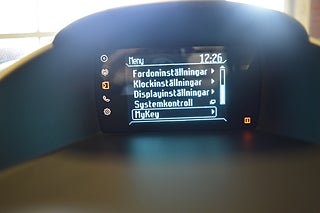 Meny 12:26
Fordoninställningar
Klockinställningar
Displayinställningar
Systemkontroll
MyKey